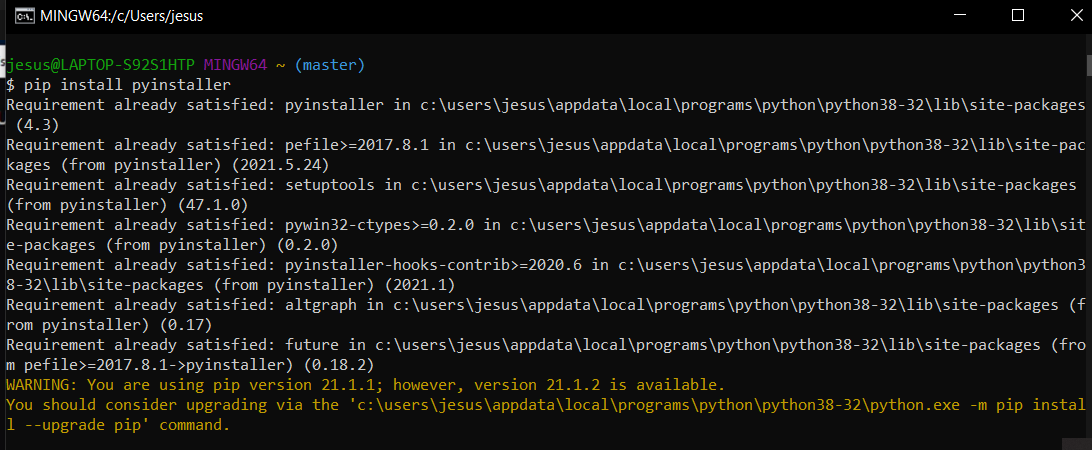 MINGW64:/c/Users/jesus
jesus@LAPTOP-S92S1HTP MINGW64 ~ (master)
$ pip install pyinstaller
Requirement already satisfied: pyinstaller in c:\users\jesus\appdata\local\programs\python\python38-32\lib\site-packages
 (4.3)
Requirement already satisfied: pefile>=2017.8.1 in c:\users\jesus\appdata\local\programs\python\python38-32\lib\site-pac
kages (from pyinstaller) (2021.5.24)
Requirement already satisfied: setuptools in c:\users\jesus\appdata\local\programs\python\python38-32\lib\site-packages
(from pyinstaller) (47.1.0)
Requirement already satisfied: pywin32-ctypes>=0.2.0 in c:\users\jesus\appdata\local\programs\python\python38-32\lib\sit
e-packages (from pyinstaller) (0.2.0)
Requirement already satisfied: pyinstaller-hooks-contrib>=2020.6 in c:\users\jesus\appdata\local\programs\python\python3
8-32\lib\site-packages (from pyinstaller) (2021.1)
Requirement already satisfied: altgraph in c:\users\jesus\appdata\local\programs\python\python38-32\lib\site-packages (f
rom pyinstaller) (0.17)
Requirement already satisfied: future in c:\users\jesus\appdata\local\programs\python\python38-32\lib\site-packages (fro
m pefile>=2017.8.1->pyinstaller) (0.18.2)
WARNING: You are using pip version 21.1.1; however, version 21.1.2 is available.
You should consider upgrading via the 'c:\users\jesus\appdata\local\programs\python\python38-32\python.exe -m pip instal
l --upgrade pip' command.